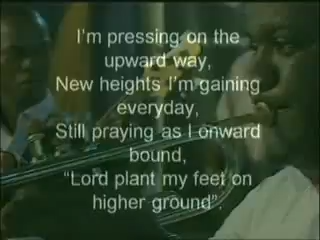 I'm pressing on the
upward way,
New heights I'm gaining
everyday,
Still praying as I onward
bound,
"Lord plant my feet on
higher ground".